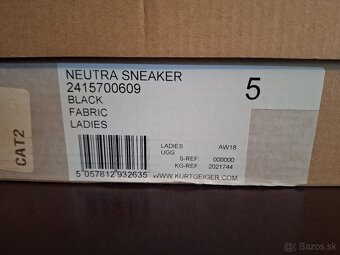 NEUTRA SNEAKER
2415700609
BLACK
FABRIC
LADIES
5
CAT2
LADIES AW18
UGG
S-REF: 000000
KG-REF: 2021744
5 057812 932635
WWW.KURTGEIGER.COM
Bazos.sk